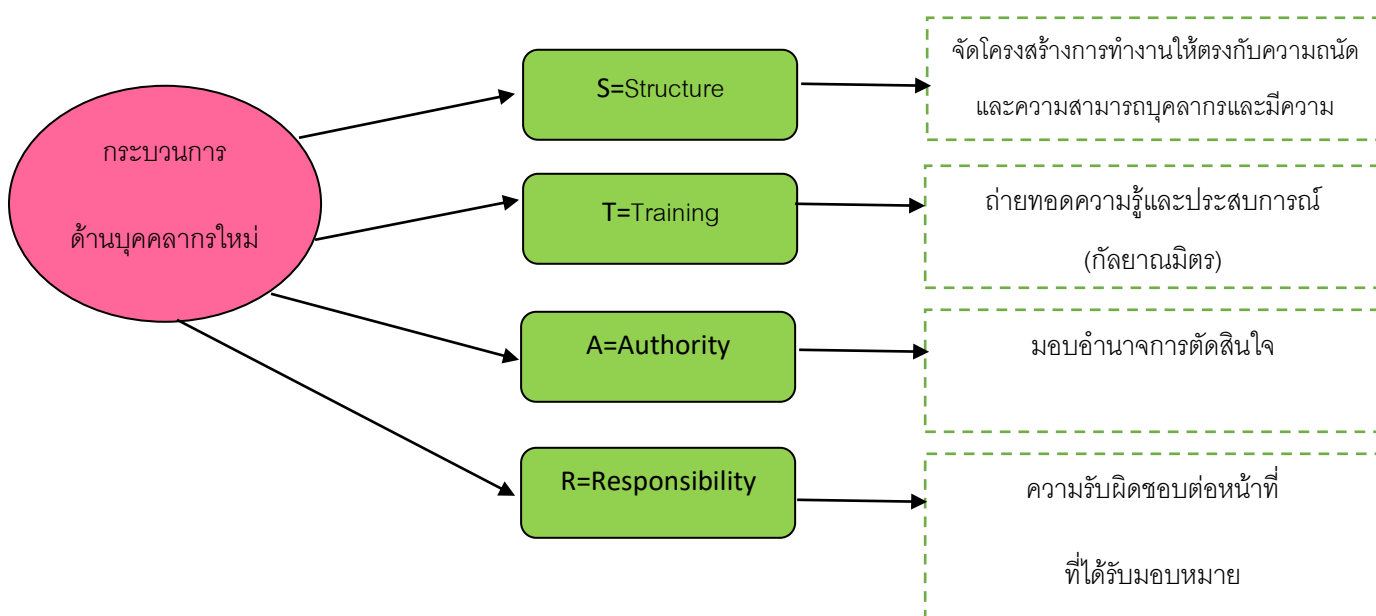 กระบวนการ
ด้านบุคคลากรใหม่
S=Structure
จัดโครงสร้างการทำงานให้ตรงกับความถนัด
และความสามารถบุคลากรและมีความ
T=Training
ถ่ายทอดความรู้และประสบการณ์
(กัลยาณมิตร)
A=Authority
มอบอำนาจการตัดสินใจ
R=Responsibility
ความรับผิดชอบต่อหน้าที่
ที่ได้รับมอบหมาย